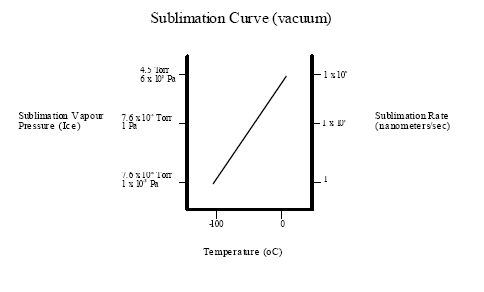 Sublimation Curve (vacuum)
4.5 Torr
6 x 10 Pa
1 x 10
Sublimation Vapour
Pressure (Ice)
7.6 x 10 Torr
1 Pa
1 x 10
Sublimation Rate
(nanometers/sec)
7.6 x 10 Torr
1 x 10 Pa
1
-100
0
Temperature (oC)